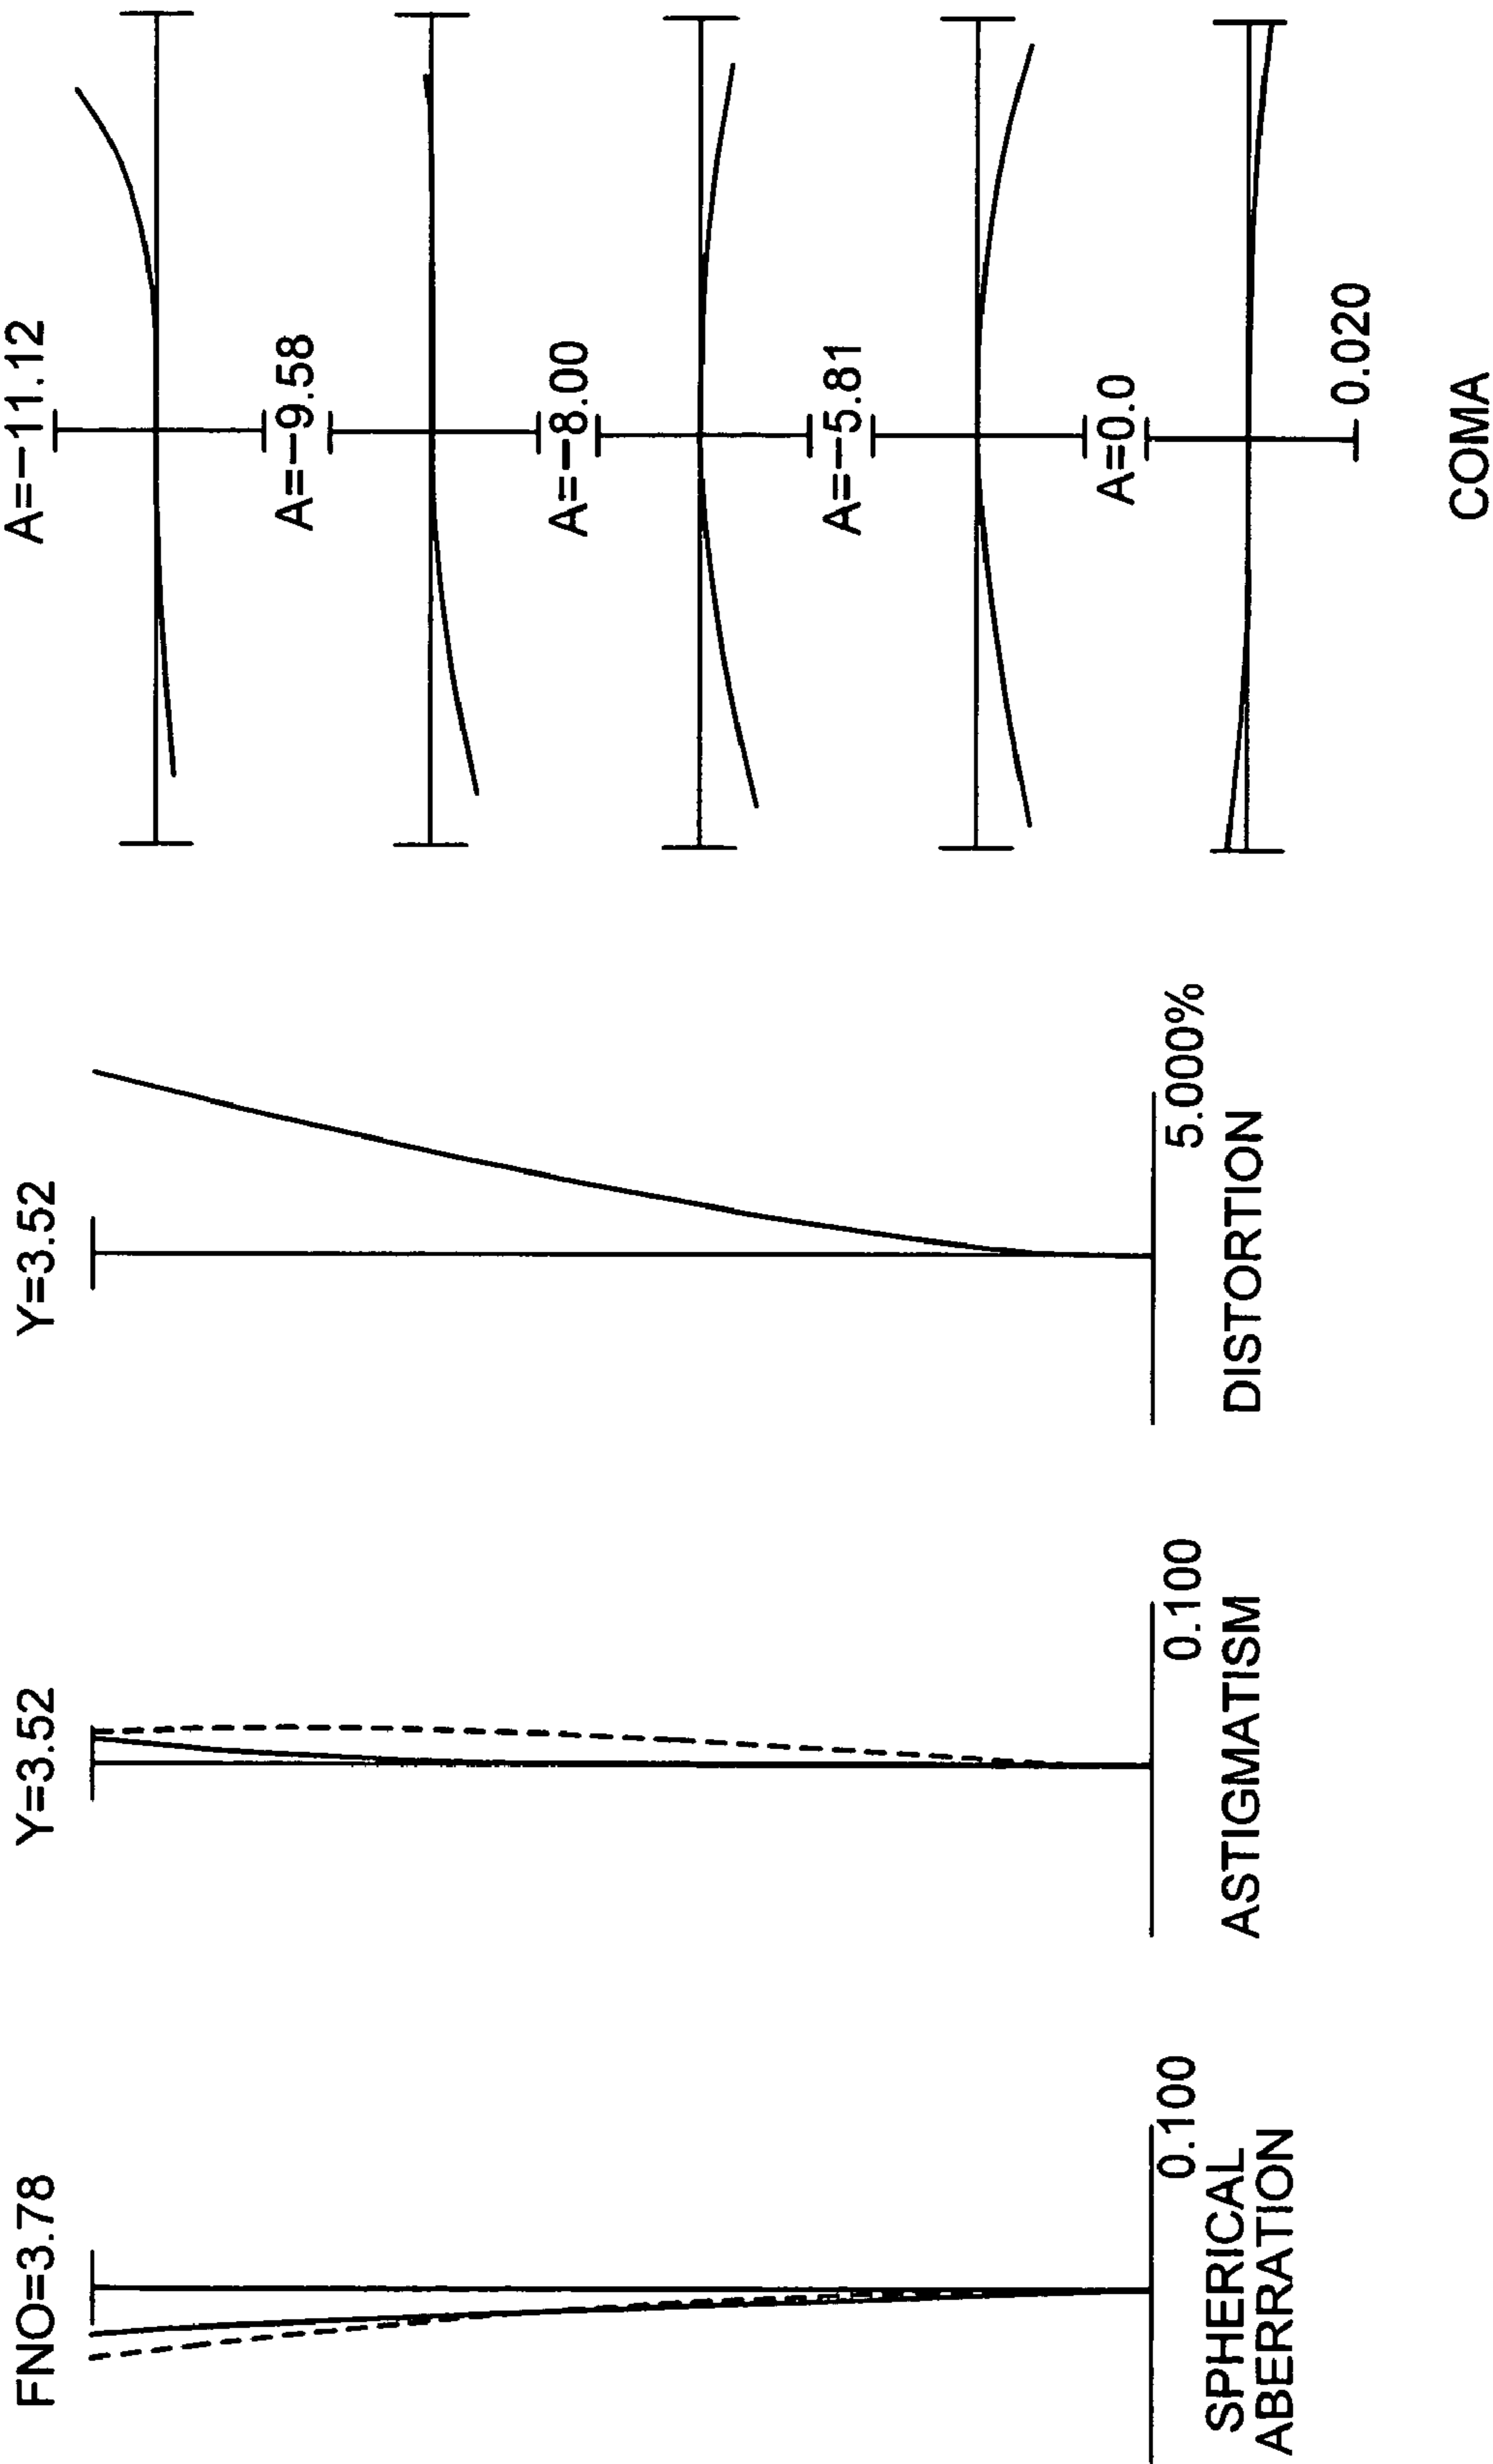 FNO=3.78
0.100
SPHERICAL
ABERRATION
Y=3.52
0.100
ASTIGMATISM
Y=3.52
5.000%
DISTORTION
A=-11.12
A=-9.58
A=-8.00
A=-5.81
A=0.0
0.020
COMA